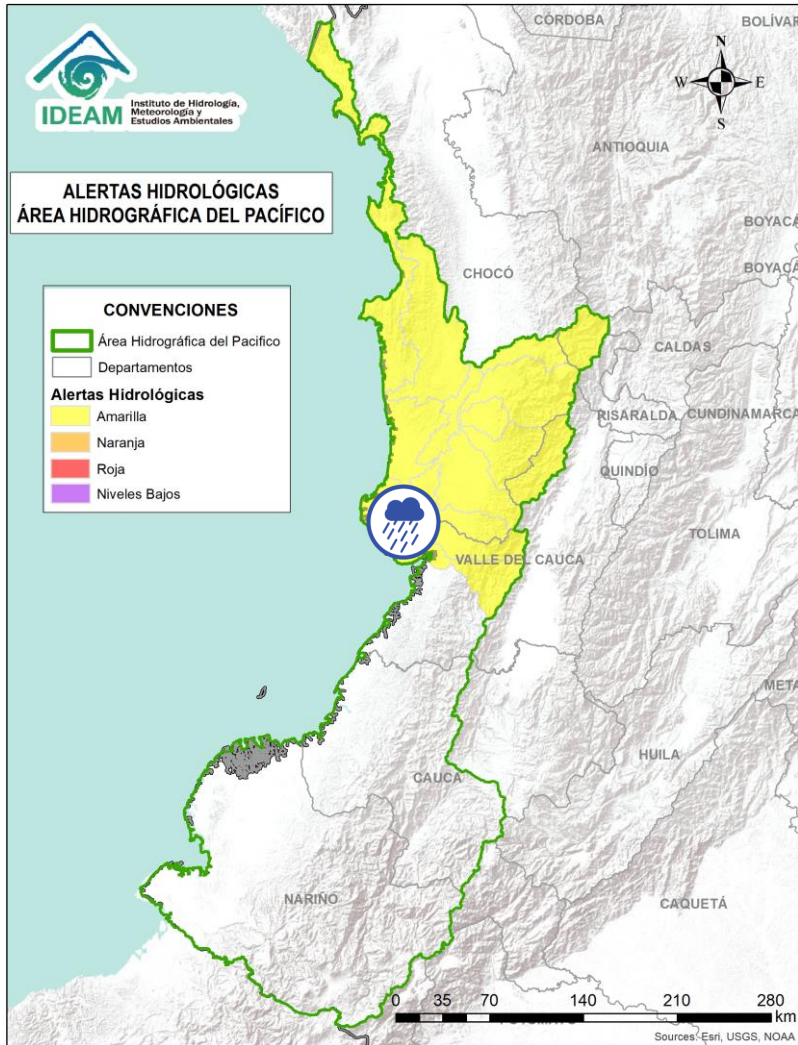 CÓRDOBA
BOLÍVAR
N
W
E
S
IDEAM
Instituto de Hidrología,
Meteorología y
Estudios Ambientales
ANTIOQUIA
ALERTAS HIDROLÓGICAS
ÁREA HIDROGRÁFICA DEL PACÍFICO
BOYACÁ
CHOCÓ
BOYACÁ
CONVENCIONES
Área Hidrográfica del Pacifico
Departamentos
Alertas Hidrológicas
Amarilla
Naranja
Roja
Niveles Bajos
CALDAS
RISARALDA
CUNDINAMARCA
QUINDÍO
TOLIMA
VALLE DEL CAUCA
META
HUILA
CAUCA
NARIÑO
CAQUETÁ
0 35 70 140 210 280
km
Sources: Esri, USGS, NOAA